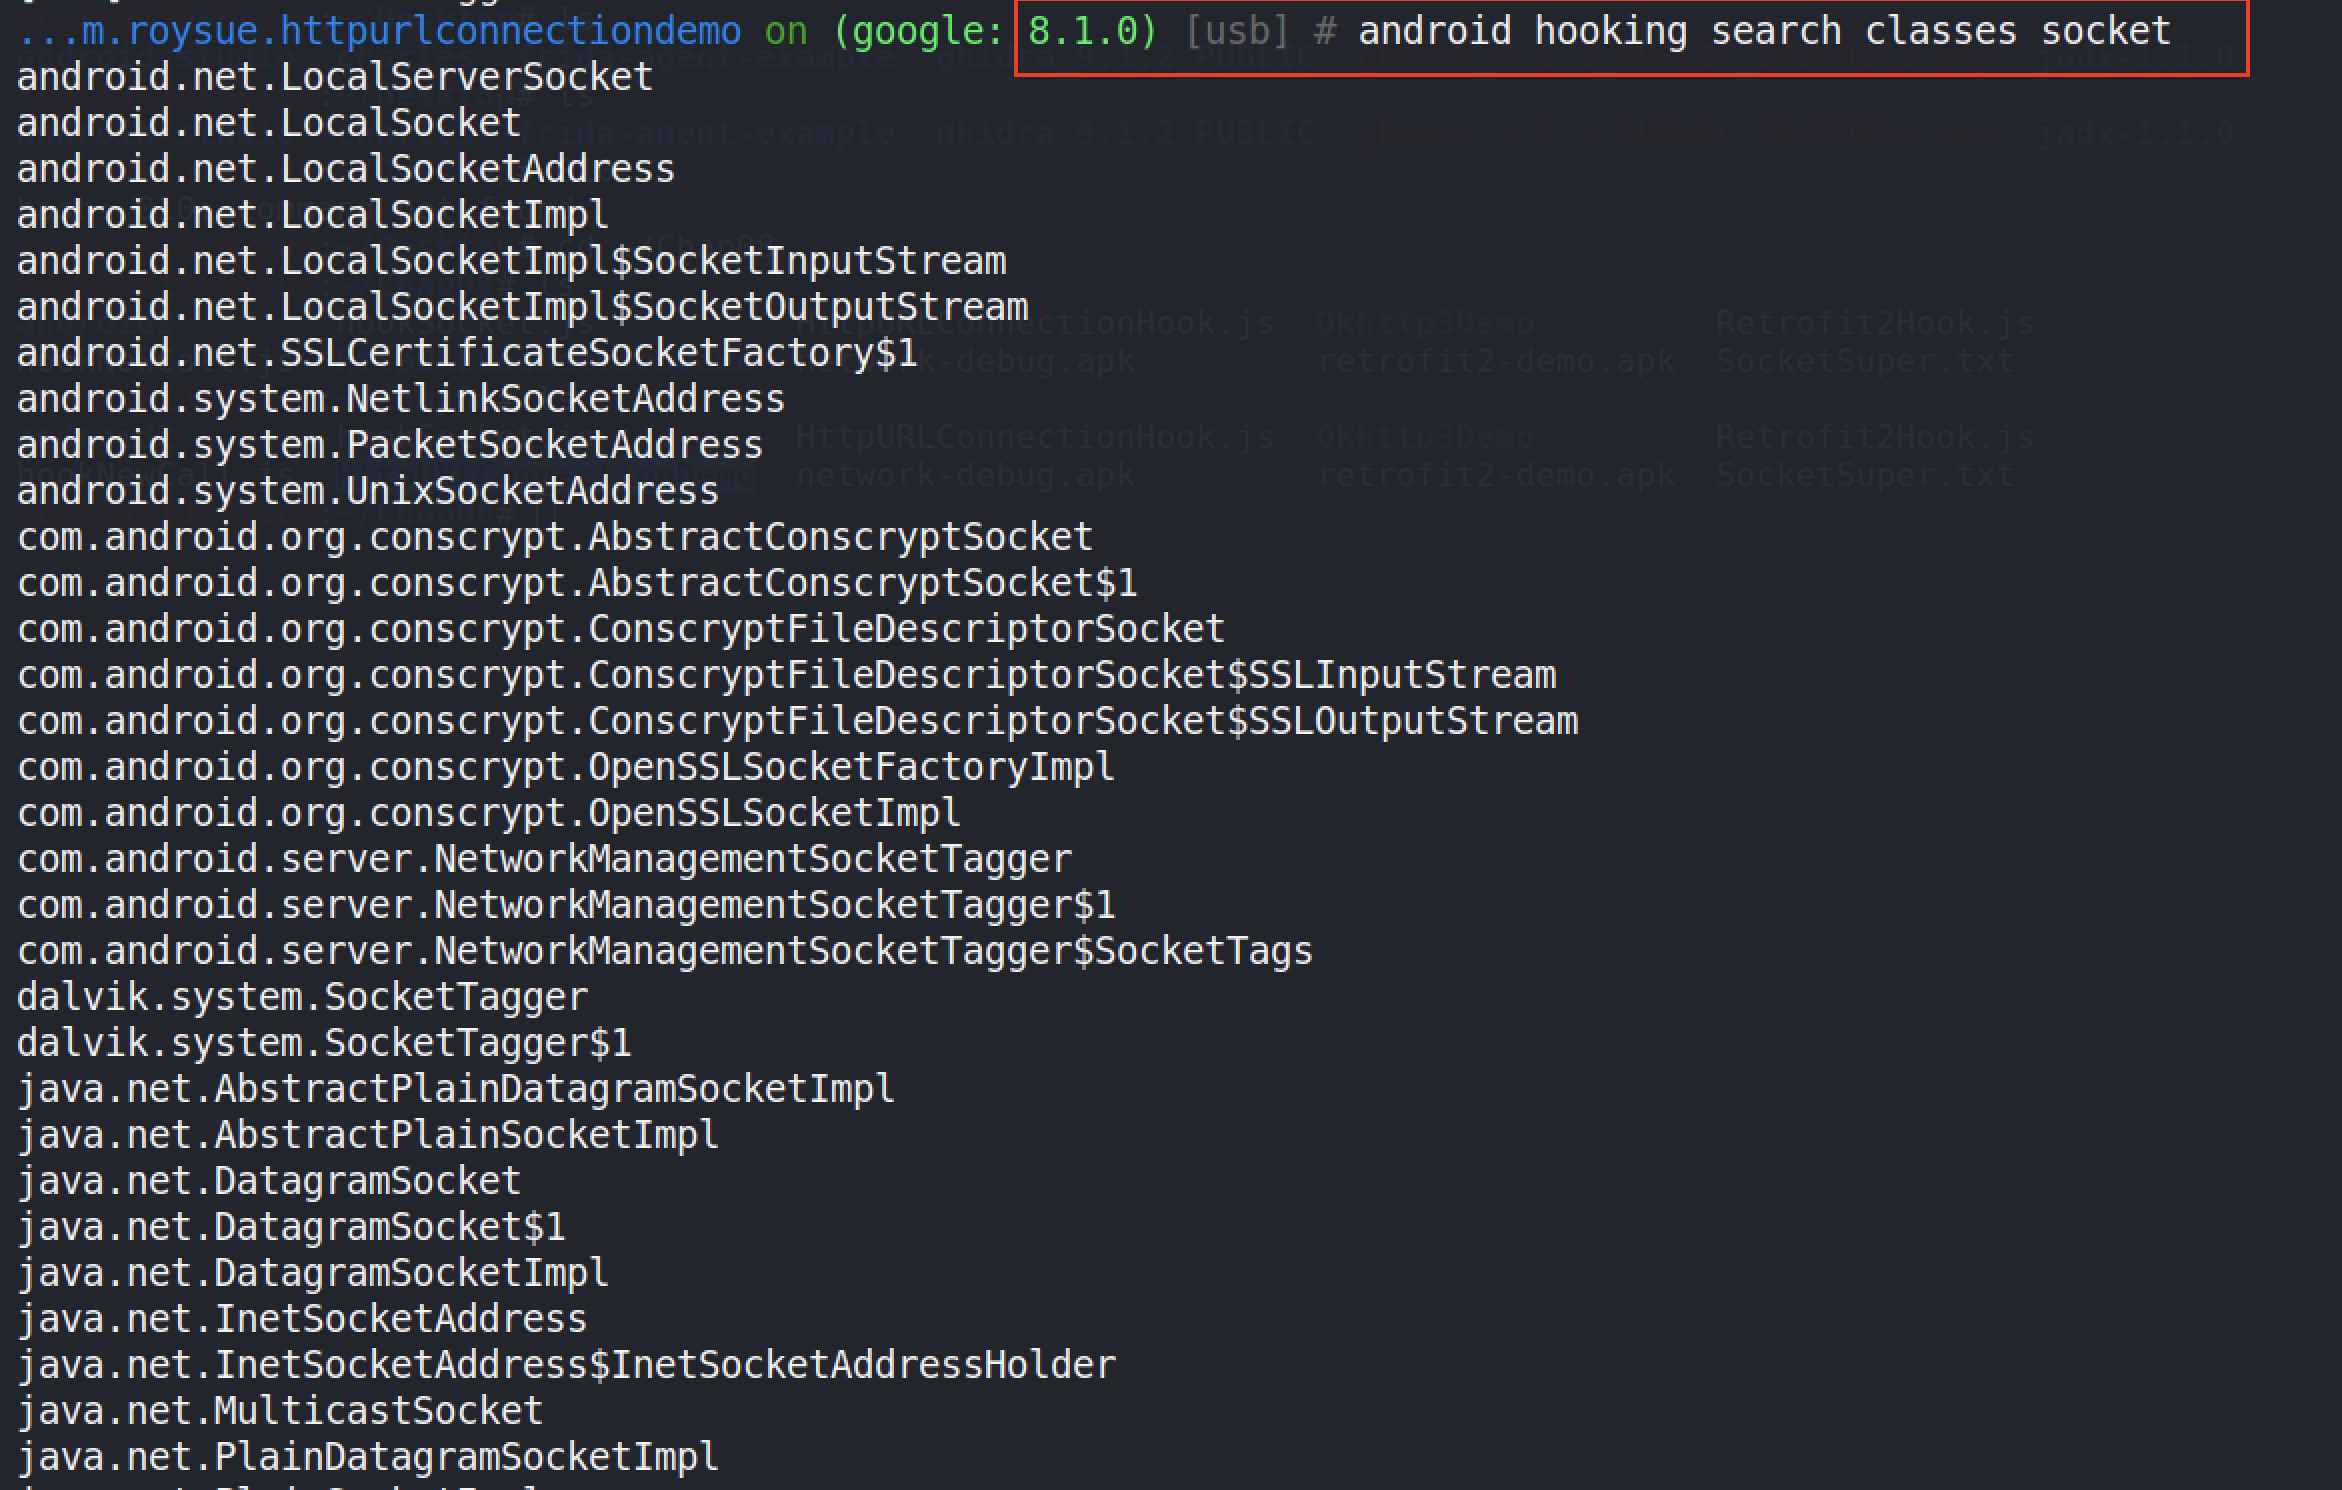 ...m.roysue.httpurlconnectiondemo on (google: 8.1.0) [usb] # android hooking search classes socket
android.net.LocalServerSocket
android.net.LocalSocket
android.net.LocalSocketAddress
android.net.LocalSocketImpl
android.net.LocalSocketImpl$SocketInputStream
android.net.LocalSocketImpl$SocketOutputStream
android.net.SSLCertificateSocketFactory$1
android.system.NetlinkSocketAddress
android.system.PacketSocketAddress
android.system.UnixSocketAddress
com.android.org.conscrypt.AbstractConscryptSocket
com.android.org.conscrypt.AbstractConscryptSocket$1
com.android.org.conscrypt.ConscryptFileDescriptorSocket
com.android.org.conscrypt.ConscryptFileDescriptorSocket$SSLInputStream
com.android.org.conscrypt.ConscryptFileDescriptorSocket$SSLOutputStream
com.android.org.conscrypt.OpenSSLSocketFactoryImpl
com.android.org.conscrypt.OpenSSLSocketImpl
com.android.server.NetworkManagementSocketTagger
com.android.server.NetworkManagementSocketTagger$1
com.android.server.NetworkManagementSocketTagger$SocketTags
dalvik.system.SocketTagger
dalvik.system.SocketTagger$1
java.net.AbstractPlainDatagramSocketImpl
java.net.AbstractPlainSocketImpl
java.net.DatagramSocket
java.net.DatagramSocket$1
java.net.DatagramSocketImpl
java.net.InetSocketAddress
java.net.InetSocketAddress$InetSocketAddressHolder
java.net.MulticastSocket
java.net.PlainDatagramSocketImpl